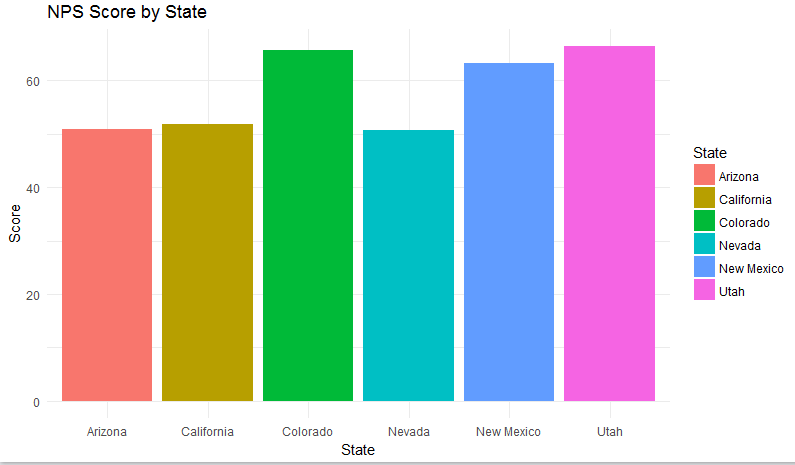 NPS Score by State
Score
60
40
20
0
Arizona California Colorado Nevada New Mexico Utah
State
State
Arizona
California
Colorado
Nevada
New Mexico
Utah